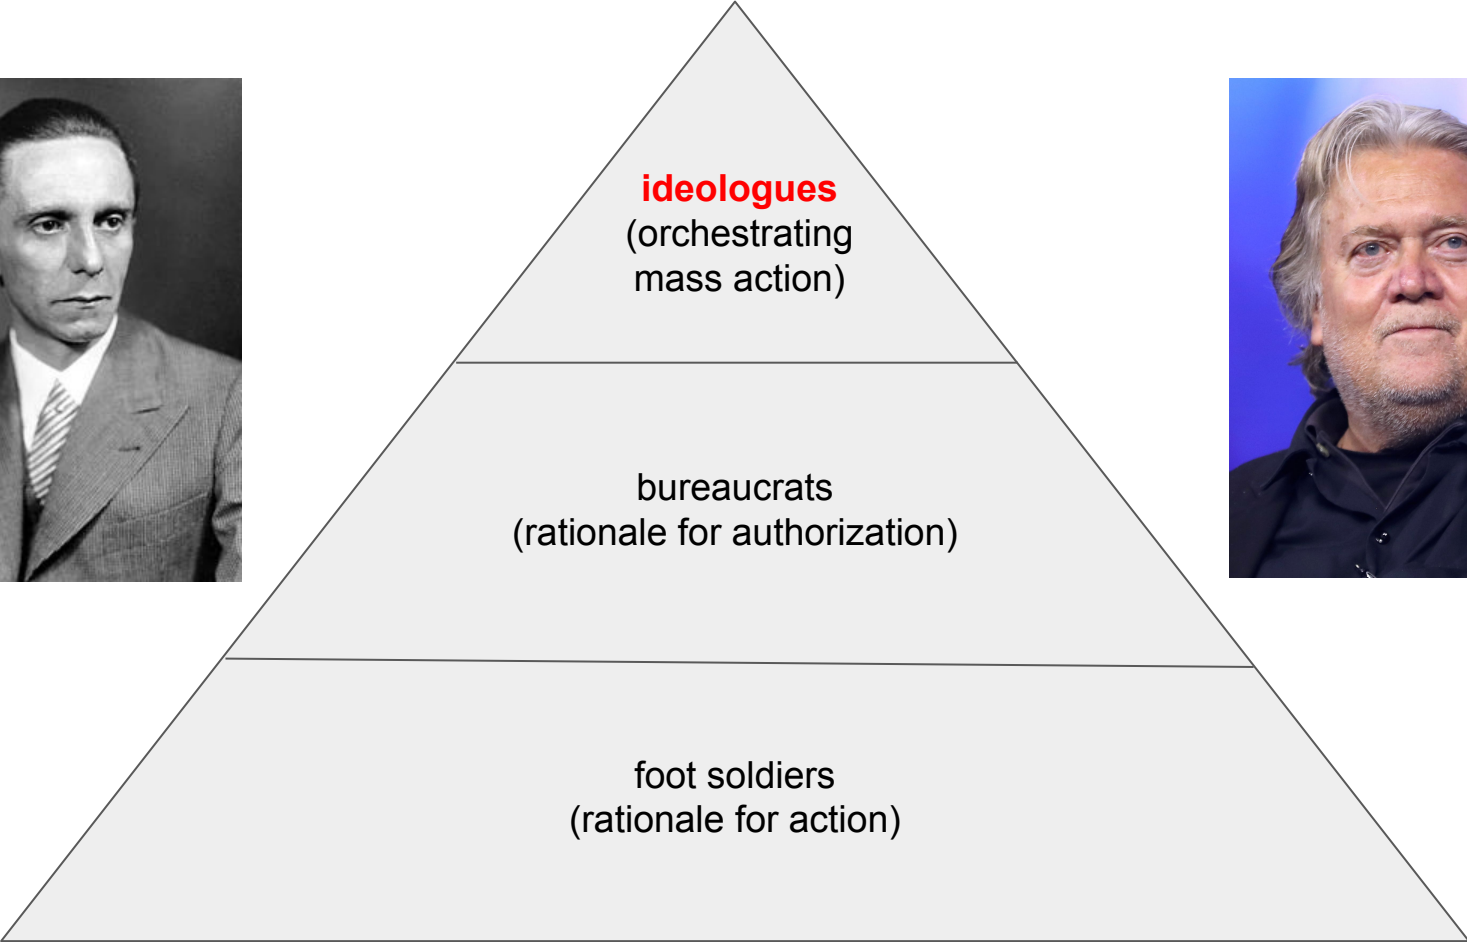 ideologues
(orchestrating
mass action)
bureaucrats
(rationale for authorization)
foot soldiers
(rationale for action)